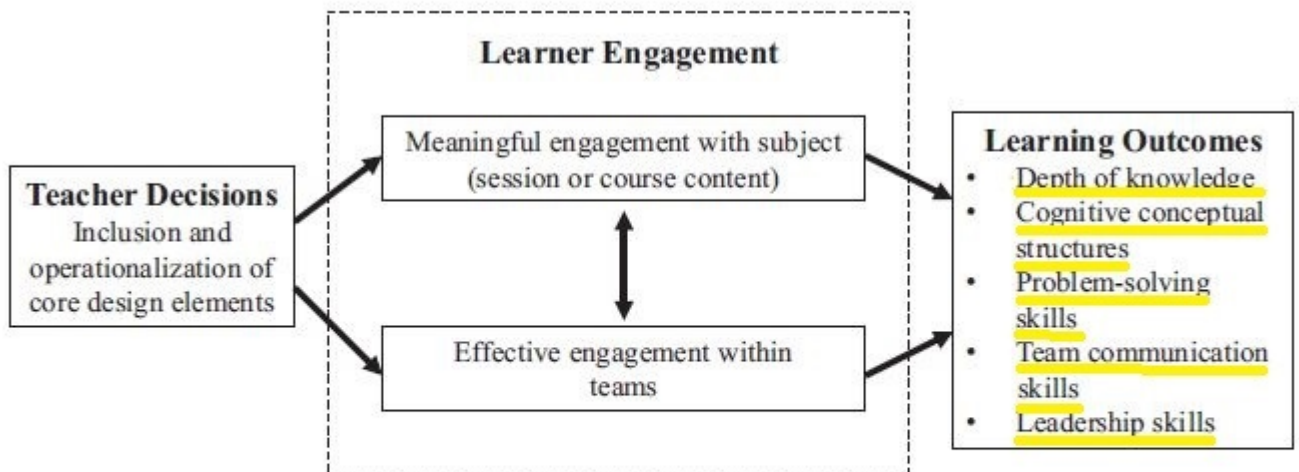 Learner Engagement
Teacher Decisions
Inclusion and
operationalization of
core design elements
Meaningful engagement with subject
(session or course content)
Effective engagement within
teams
Learning Outcomes
• Depth of knowledge
• Cognitive conceptual
structures
• Problem-solving
skills
• Team communication
skills
• Leadership skills